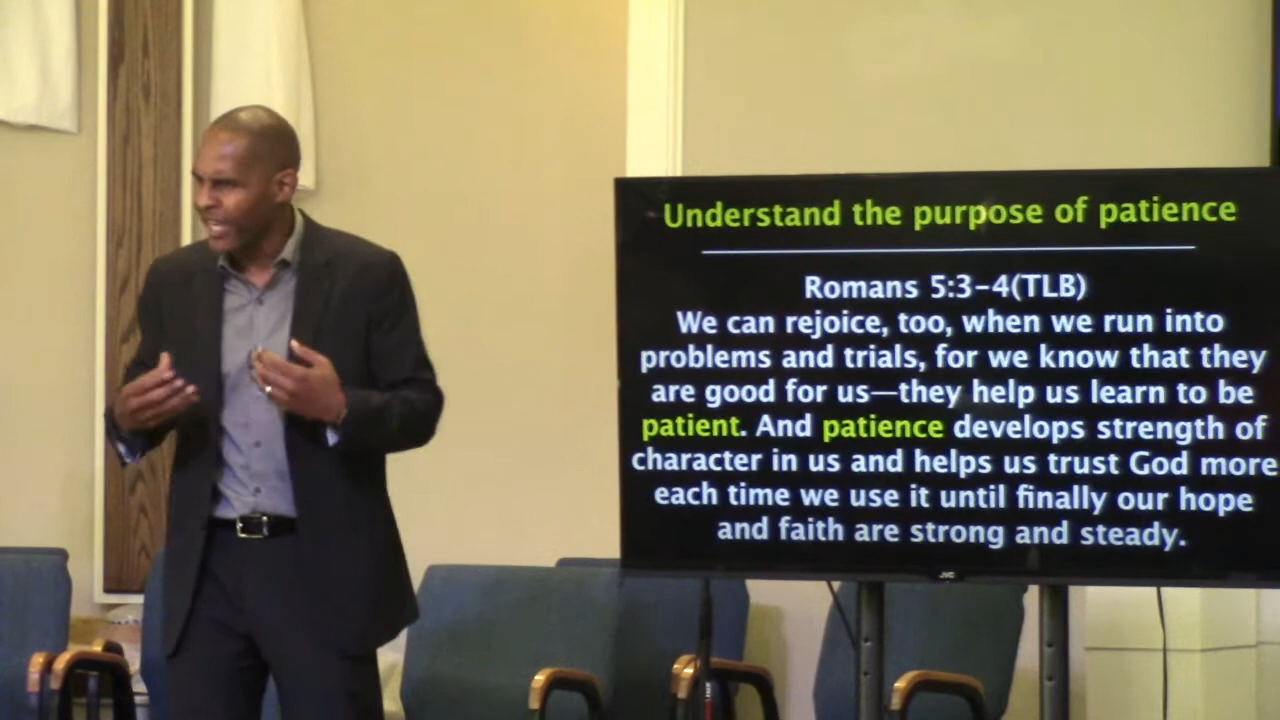 Understand the purpose of patience
Romans 5:3-4(TLB)
We can rejoice, too, when we run into
problems and trials, for we know that they
are good for us—they help us learn to be
patient. And patience develops strength of
character in us and helps us trust God more
each time we use it until finally our hope
and faith are strong and steady.
JVC